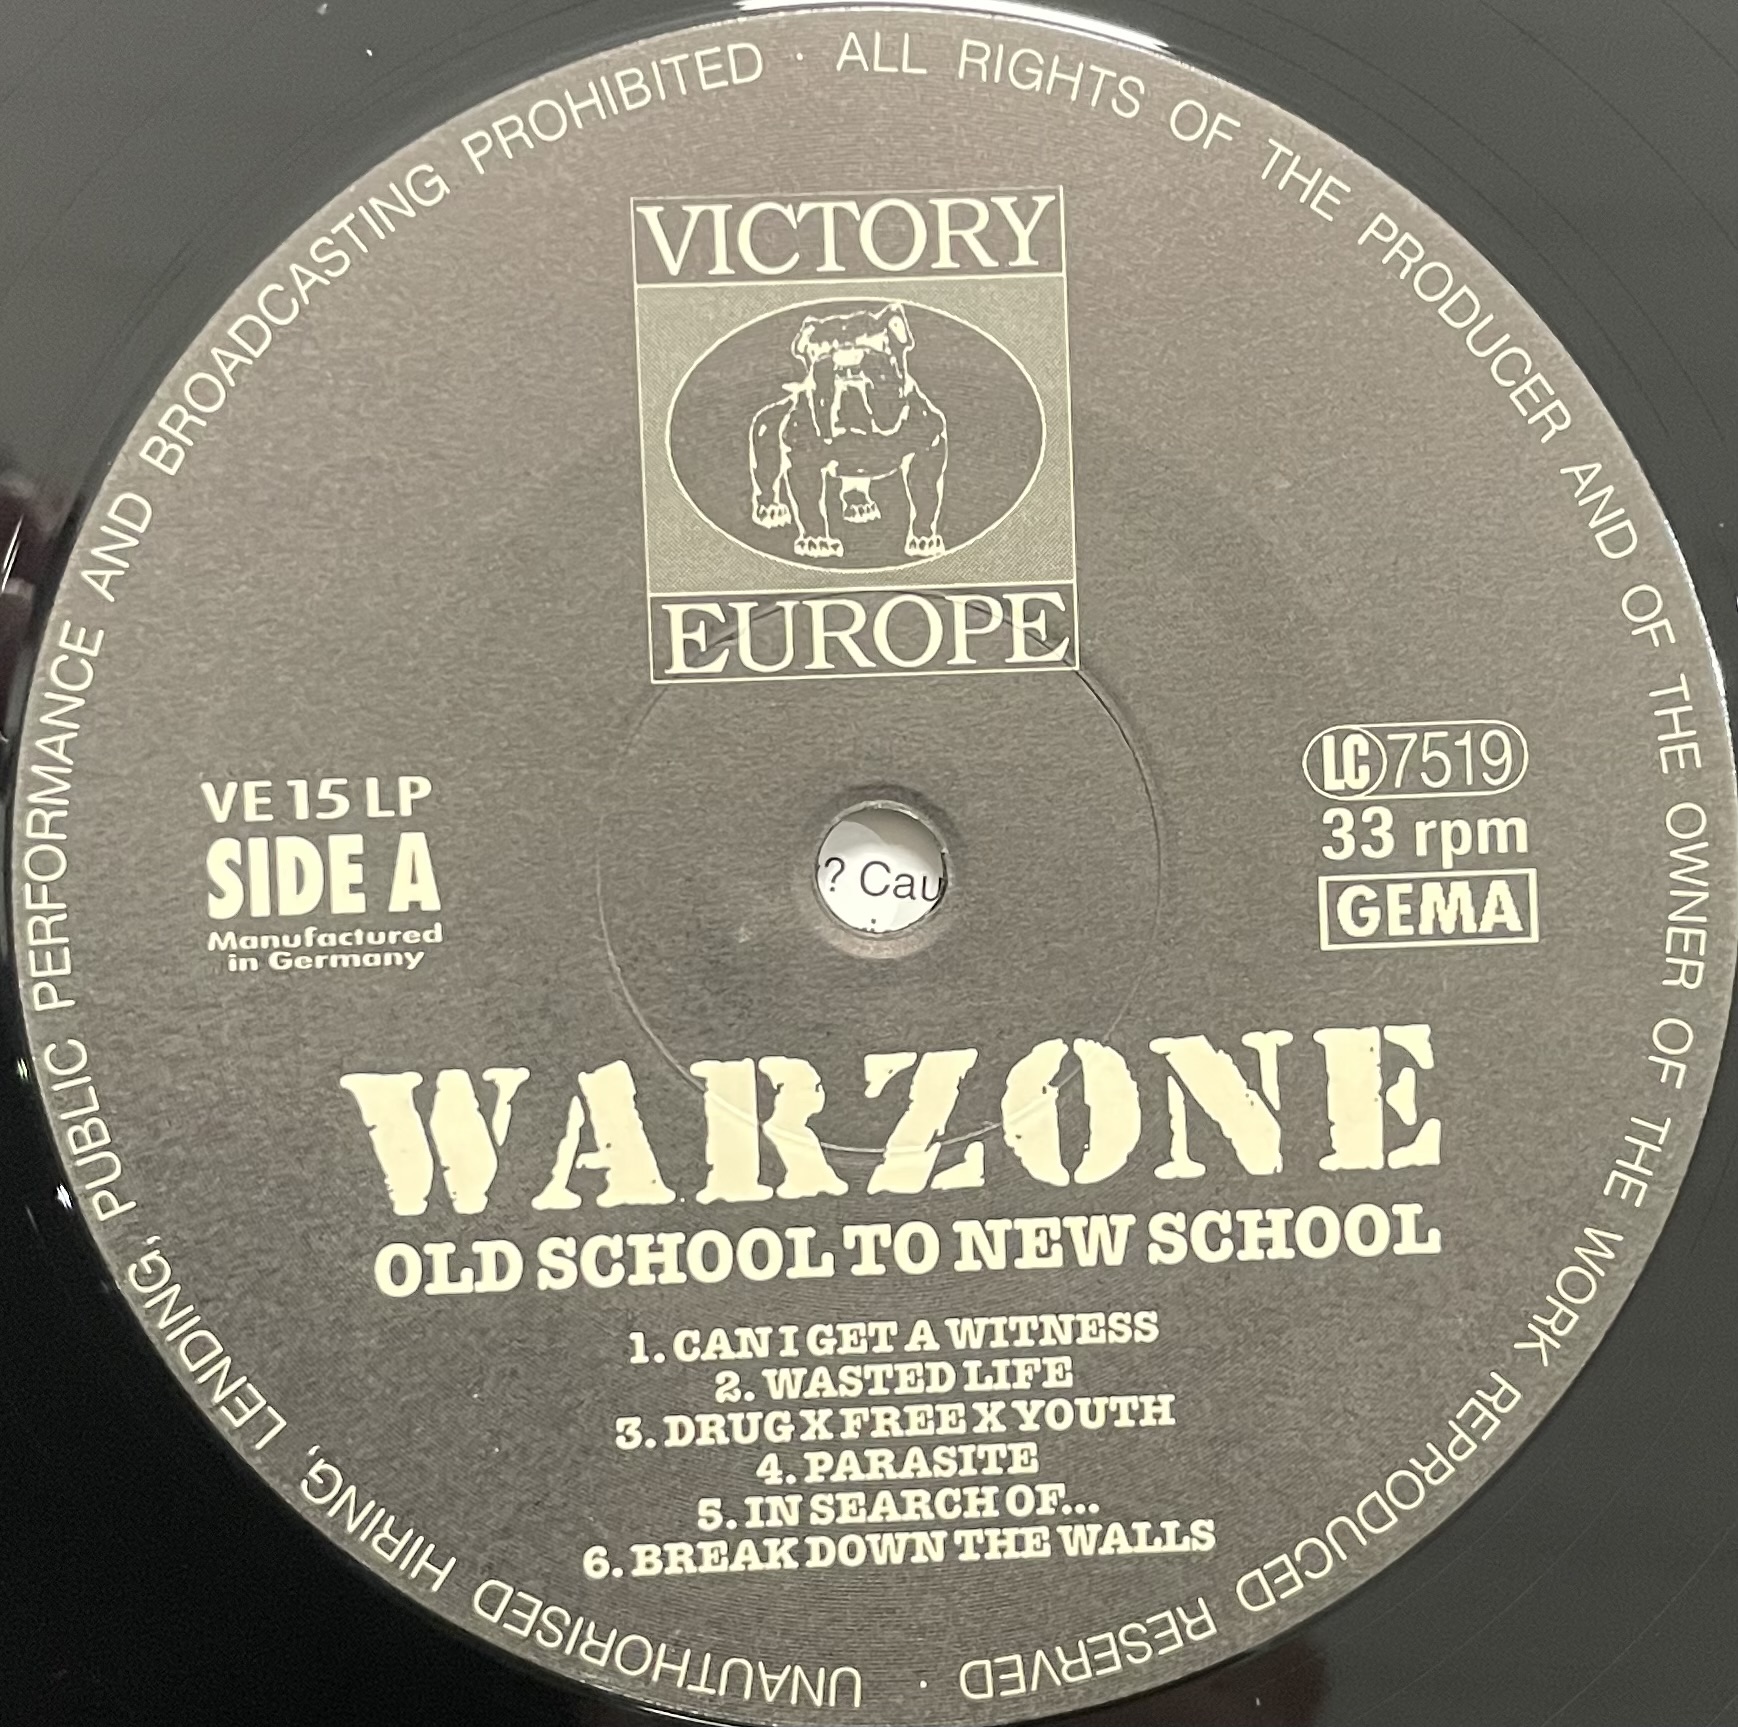 UNAUTHORISED HIRING, LENDING, PUBLIC PERFORMANCE AND BROADCASTING PROHIBITED · ALL RIGHTS OF THE PRODUCER AND OF THE OWNER OF THE WORK REPRODUCED RESERVED ·
VICTORY
EUROPE
VE 15 LP
SIDE A
Manufactured
in Germany
LC 7519
33 rpm
GEMA
? Cau
WARZONE
OLD SCHOOL TO NEW SCHOOL
1. CAN I GET A WITNESS
2. WASTED LIFE
3. DRUG X FREE X YOUTH
4. PARASITE
5. IN SEARCH OF...
6. BREAK DOWN THE WALLS